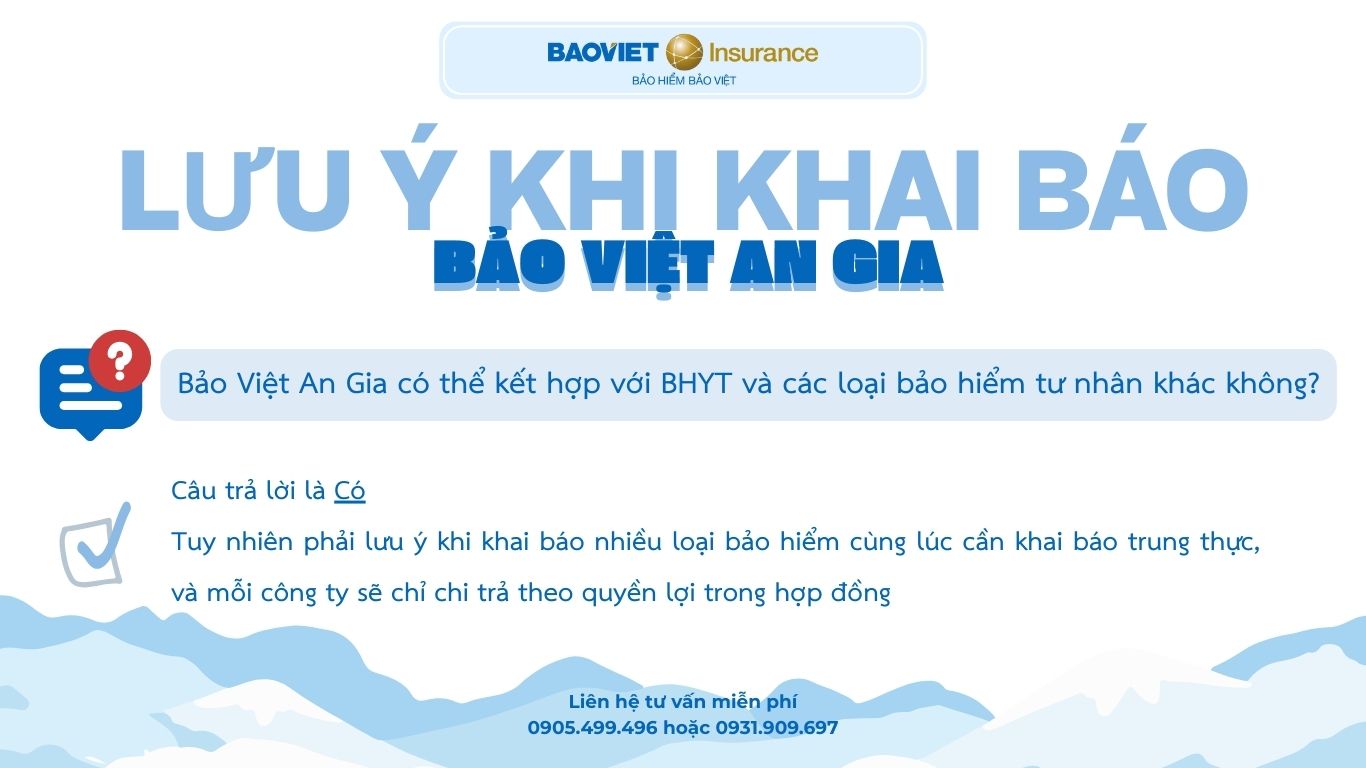 BAOVIET Insurance
BẢO HIỂM BẢO VIỆT
LƯU Ý KHI KHAI BÁO
BẢO VIỆT AN GIA
?
Bảo Việt An Gia có thể kết hợp với BHYT và các loại bảo hiểm tư nhân khác không?
Câu trả lời là Có
Tuy nhiên phải lưu ý khi khai báo nhiều loại bảo hiểm cùng lúc cần khai báo trung thực,
và mỗi công ty sẽ chỉ chi trả theo quyền lợi trong hợp đồng
Liên hệ tư vấn miễn phí
0905.499.496 hoặc 0931.909.697